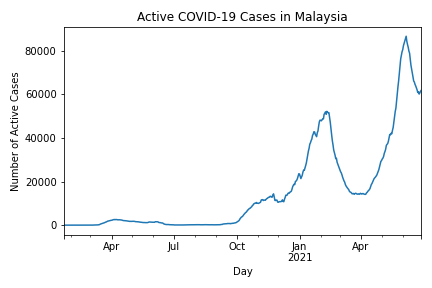 Active COVID-19 Cases in Malaysia
Number of Active Cases
80000
60000
40000
20000
0
Apr
Jul
Oct
Jan
2021
Apr
Day